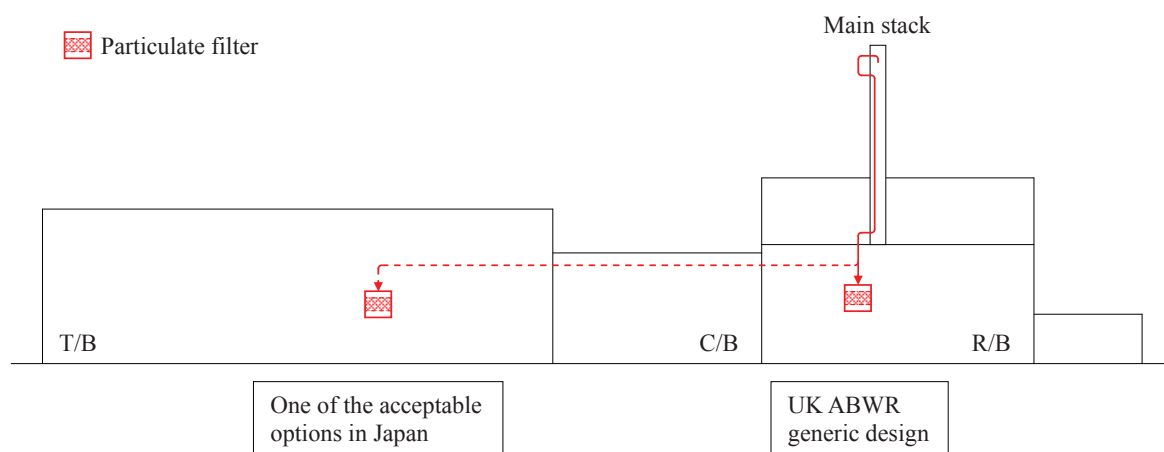 Main stack
Particulate filter
T/B
C/B
R/B
One of the acceptable
options in Japan
UK ABWR
generic design